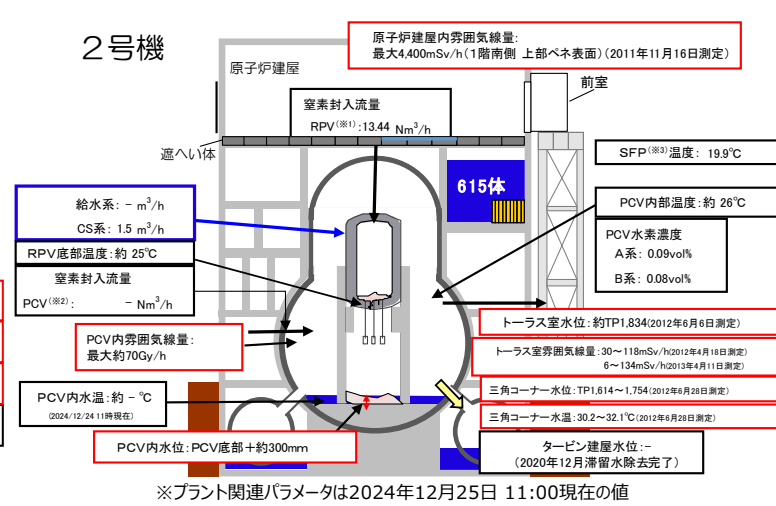 2号機
原子炉建屋内雰囲気線量:
最大4,400mSv/h(1階南側 上部ペネ表面)(2011年11月16日測定)
原子炉建屋
前室
窒素封入流量
RPV(※1):13.44 Nm3/h
遮へい体
SFP(※3)温度: 19.9℃
615体
給水系: - m3/h
CS系: 1.5 m3/h
PCV内部温度:約 26℃
PCV水素濃度
A系: 0.09vol%
B系: 0.08vol%
RPV底部温度:約 25℃
窒素封入流量
PCV(※2): - Nm3/h
トーラス室水位:約TP1,834(2012年6月6日測定)
PCV内雰囲気線量:
最大約70Gy/h
トーラス室雰囲気線量:30~118mSv/h(2012年4月18日測定)
6~134mSv/h(2013年4月11日測定)
三角コーナー水位:TP1,614~1,754(2012年6月28日測定)
PCV内水温:約 - ℃
(2024/12/24 11時現在)
三角コーナー水温:30.2~32.1℃(2012年6月28日測定)
PCV内水位:PCV底部+約300mm
タービン建屋水位:-
(2020年12月滞留水除去完了)
※プラント関連パラメータは2024年12月25日 11:00現在の値